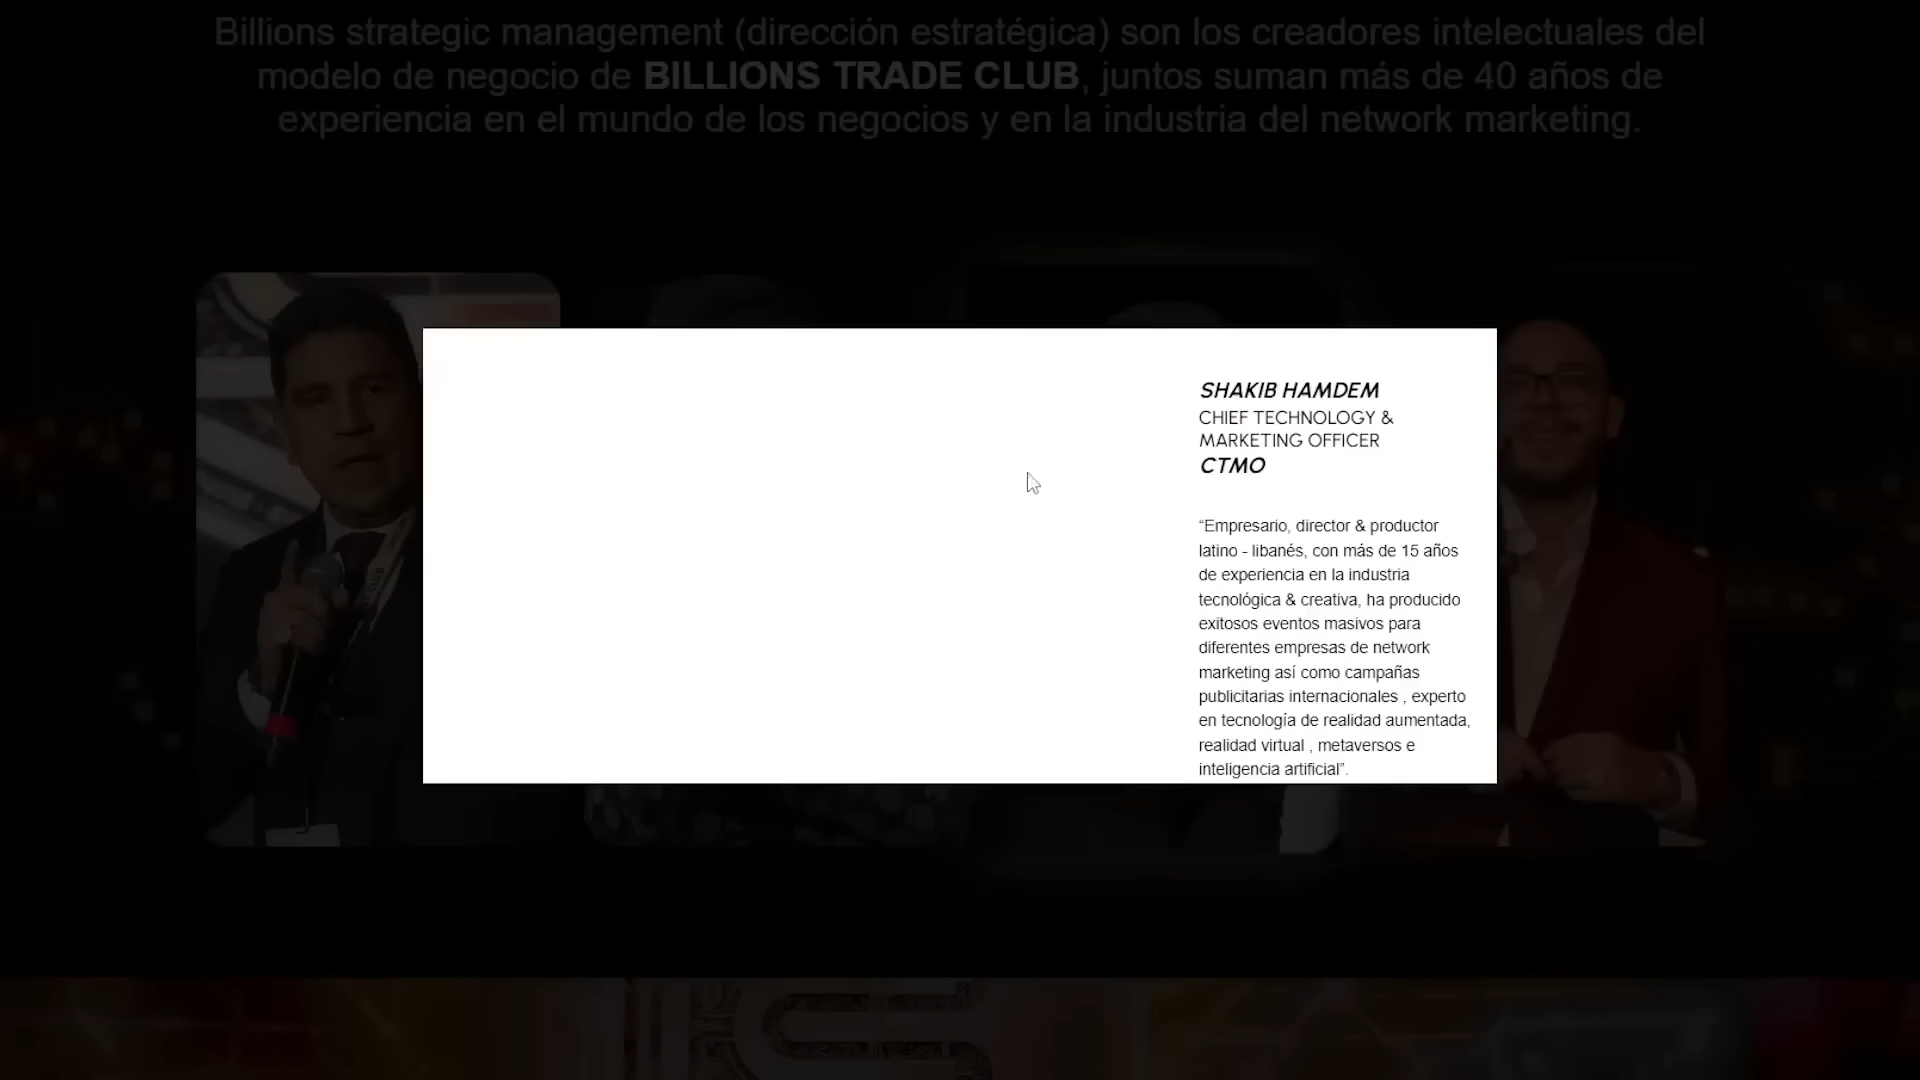 Billions strategic management (dirección estratégica) son los creadores intelectuales del
modelo de negocio de BILLIONS TRADE CLUB, juntos suman más de 40 años de
experiencia en el mundo de los negocios y en la industria del network marketing.
SHAKIB HAMDEM
CHIEF TECHNOLOGY &
MARKETING OFFICER
CTMO
“Empresario, director & productor
latino - libanés, con más de 15 años
de experiencia en la industria
tecnológica & creativa, ha producido
exitosos eventos masivos para
diferentes empresas de network
marketing así como campañas
publicitarias internacionales , experto
en tecnología de realidad aumentada,
realidad virtual , metaversos e
inteligencia artificial”.